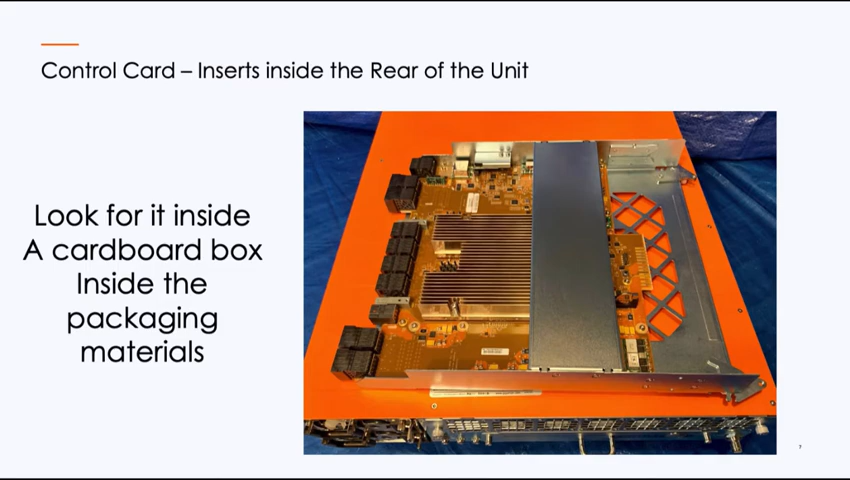 Control Card – Inserts inside the Rear of the Unit
Look for it inside
A cardboard box
Inside the
packaging
materials
7